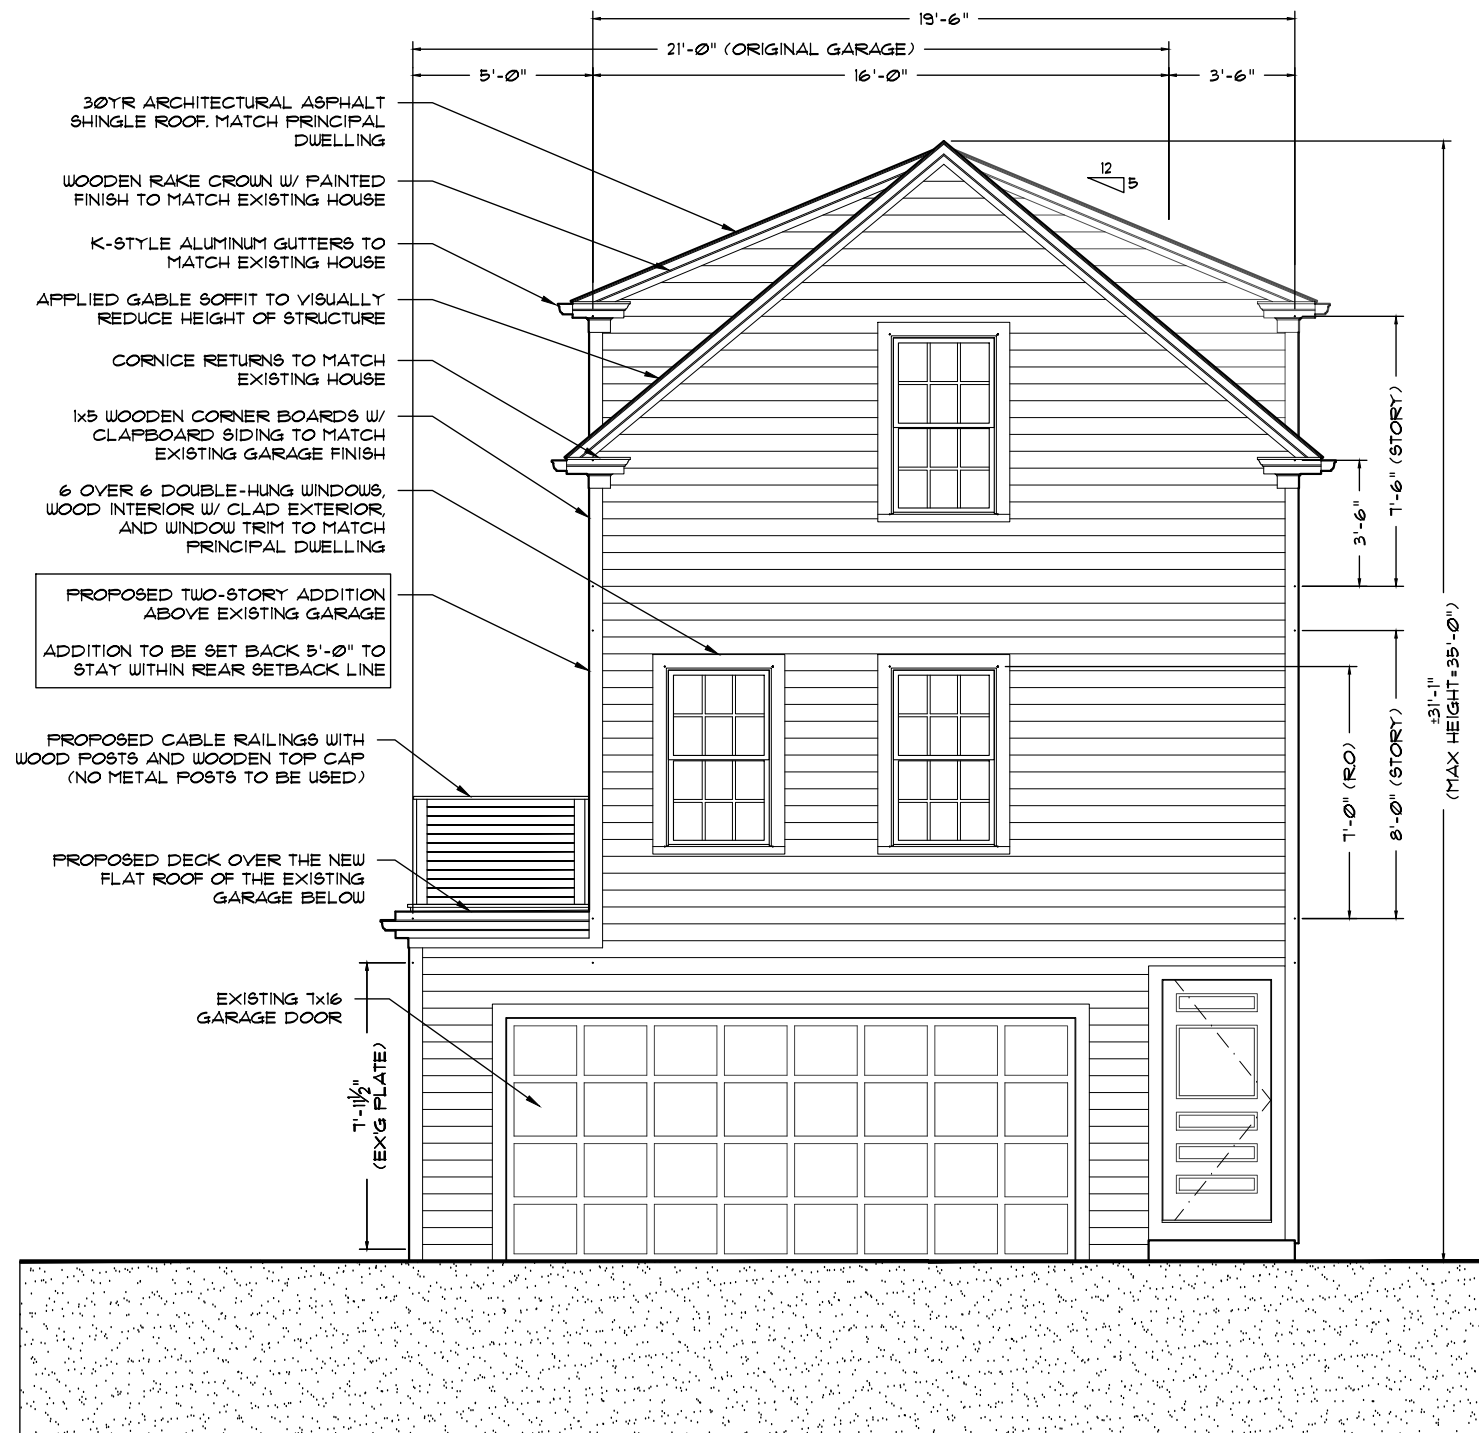 19'-6"
21'-0" (ORIGINAL GARAGE)
5'-0"
16'-0"
3'-6"
30YR ARCHITECTURAL ASPHALT
SHINGLE ROOF. MATCH PRINCIPAL
DWELLING
12
5
WOODEN RAKE CROWN W/ PAINTED
FINISH TO MATCH EXISTING HOUSE
K-STYLE ALUMINUM GUTTERS TO
MATCH EXISTING HOUSE
APPLIED GABLE SOFFIT TO VISUALLY
REDUCE HEIGHT OF STRUCTURE
CORNICE RETURNS TO MATCH
EXISTING HOUSE
1x5 WOODEN CORNER BOARDS W/
CLAPBOARD SIDING TO MATCH
EXISTING GARAGE FINISH
6 OVER 6 DOUBLE-HUNG WINDOWS,
WOOD INTERIOR W/ CLAD EXTERIOR,
AND WINDOW TRIM TO MATCH
PRINCIPAL DWELLING
PROPOSED TWO-STORY ADDITION
ABOVE EXISTING GARAGE
ADDITION TO BE SET BACK 5'-0" TO
STAY WITHIN REAR SETBACK LINE
PROPOSED CABLE RAILINGS WITH
WOOD POSTS AND WOODEN TOP CAP
(NO METAL POSTS TO BE USED)
PROPOSED DECK OVER THE NEW
FLAT ROOF OF THE EXISTING
GARAGE BELOW
EXISTING 7x16
GARAGE DOOR
7'-11½"
(EX'G PLATE)
3'-6"
7'-6" (STORY)
7'-0" (R.O)
8'-0" (STORY)
±31'-1"
(MAX HEIGHT=35'-0")